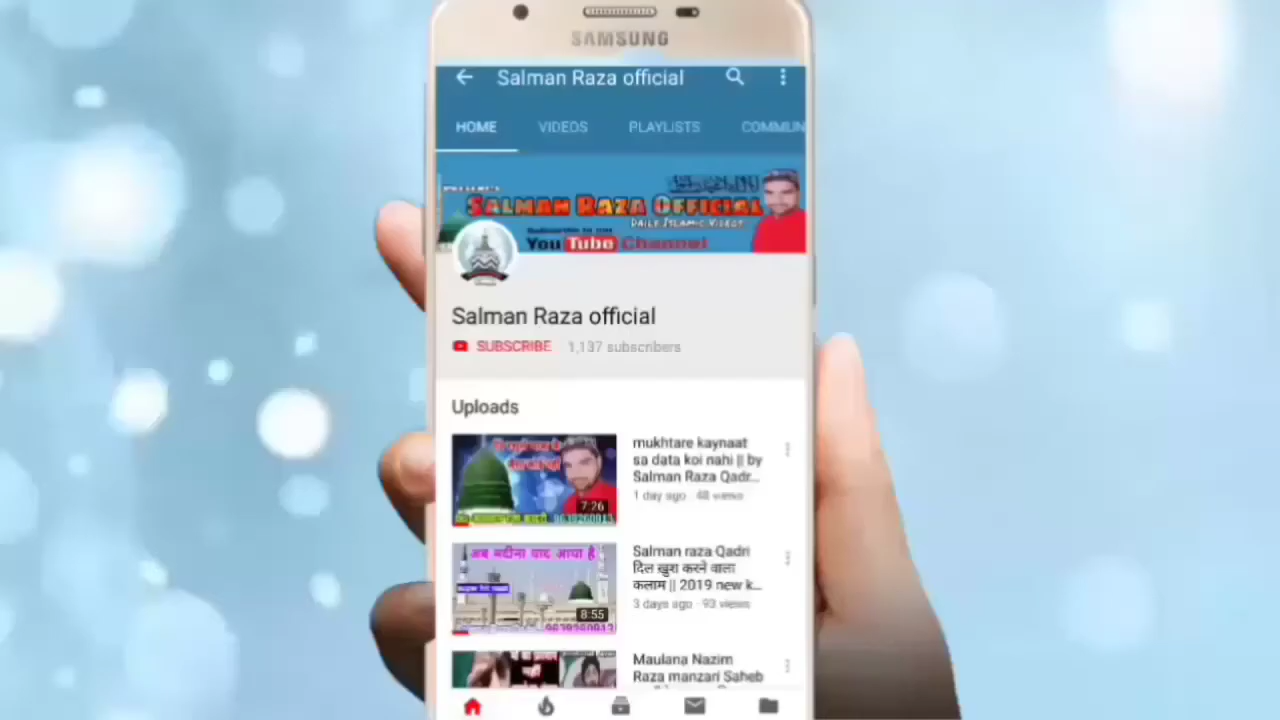 SAMSUNG
Salman Raza official
HOME VIDEOS PLAYLISTS COMMUN
SALMAN RAZA OFFICIAL
DAILY ISLAMIC VIDEOS
You Tube Channel
Salman Raza official
SUBSCRIBE 1,137 subscribers
Uploads
mukhtare kaynaat
sa data koi nahi || by
Salman Raza Qadr...
1 day ago · 48 views
7:26
अब मदीना याद आया है
8:55
Salman raza Qadri
दिल खुश करने वाला
कलाम || 2019 new k...
3 days ago · 93 views
Maulana Nazim
Raza manzari Saheb